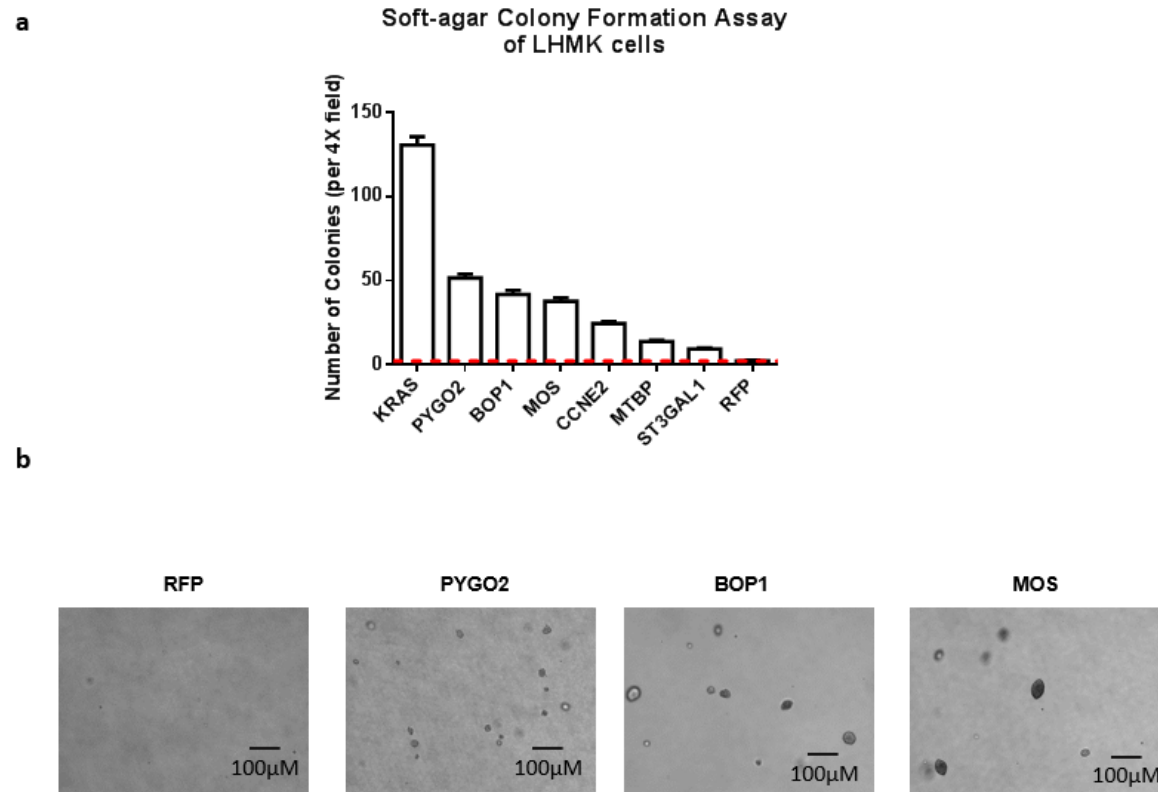 a
Soft-agar Colony Formation Assay
of LHMK cells
Number of Colonies (per 4X field)
150
100
50
0
KRAS
PYGO2
BOP1
MOS
CCNE2
MTBP
ST3GAL1
RFP
b
RFP
PYGO2
BOP1
MOS
100µM
100µM
100µM
100µM